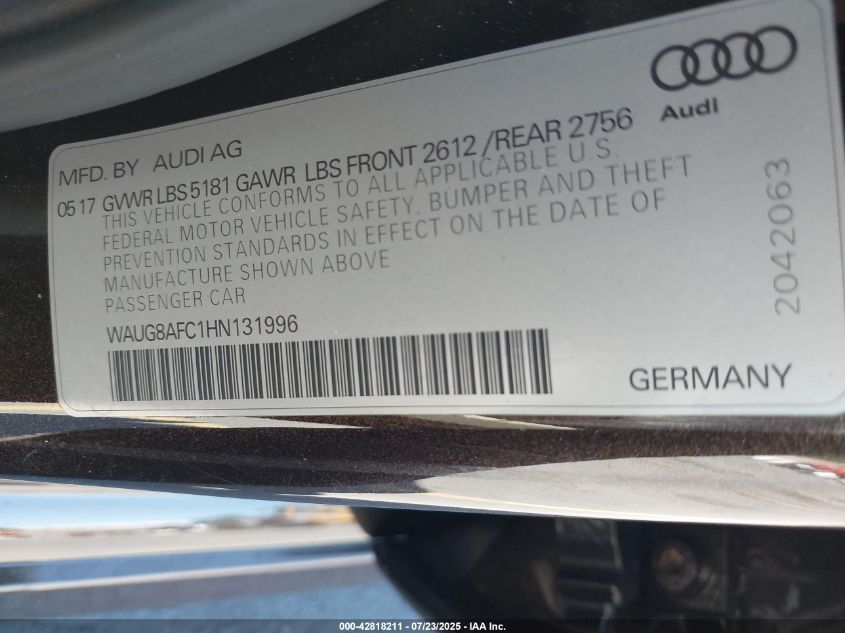 Audi
MFD. BY AUDI AG
05 17 GVWR LBS 5181 GAWR LBS FRONT 2612 /REAR 2756
THIS VEHICLE CONFORMS TO ALL APPLICABLE U.S.
FEDERAL MOTOR VEHICLE SAFETY, BUMPER AND THEFT
PREVENTION STANDARDS IN EFFECT ON THE DATE OF
MANUFACTURE SHOWN ABOVE
PASSENGER CAR
WAUG8AFC1HN131996
GERMANY
2042063
000-42818211 - 07/23/2025 - IAA Inc.